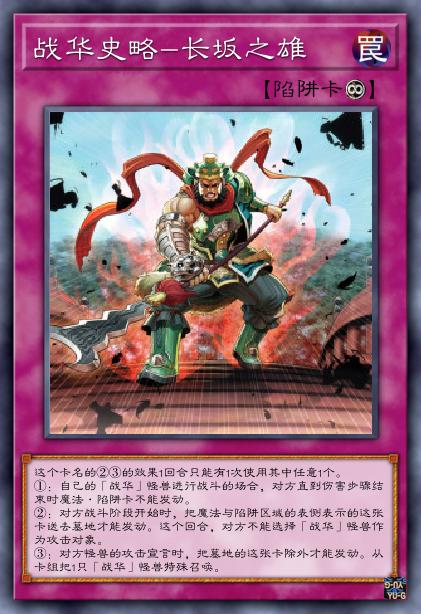 战华史略-长坂之雄
罠
【陷阱卡♾】
这个卡名的②③的效果1回合只能有1次使用其中任意1个。
①：自己的「战华」怪兽进行战斗的场合，对方直到伤害步骤结
束时魔法·陷阱卡不能发动。
②：对方战斗阶段开始时，把魔法与陷阱区域的表侧表示的这张
卡送去墓地才能发动。这个回合，对方不能选择「战华」怪兽作
为攻击对象。
③：对方怪兽的攻击宣言时，把墓地的这张卡除外才能发动。从
卡组把1只「战华」怪兽特殊召唤。